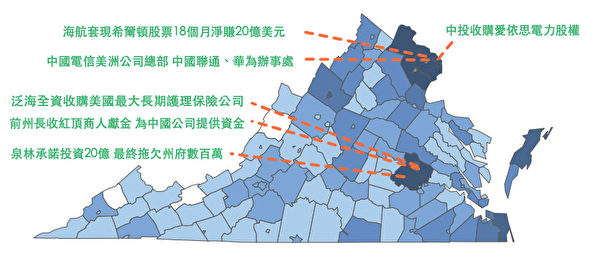 海航套現希爾頓股票18個月淨賺20億美元
中投收購愛依思電力股權
中國電信美洲公司總部 中國聯通、華為辦事處
泛海全資收購美國最大長期護理保險公司
前州長收紅頂商人獻金 為中國公司提供資金
泉林承諾投資20億 最終拖欠州府數百萬